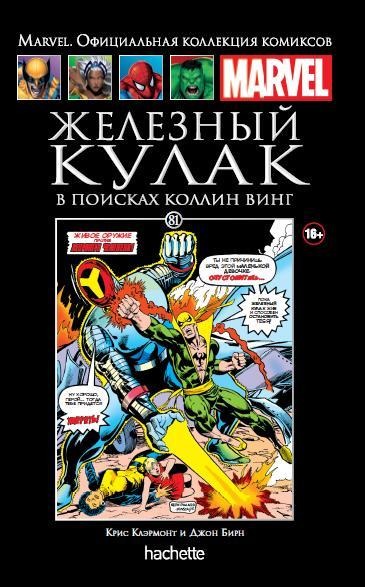 Marvel. Официальная коллекция комиксов
MARVEL
ЖЕЛЕЗНЫЙ
КУЛАК
В ПОИСКАХ КОЛЛИН ВИНГ
81
16+
ЖИВОЕ ОРУЖИЕ
ПРОТИВ
ТЫ НЕ ПРИЧИНИШЬ
ВРЕД ЭТОЙ МАЛЕНЬКОЙ
ДЕВОЧКЕ,
ОПУСТОШИТЕЛЬ...
ПОКА
ЖЕЛЕЗНЫЙ
КУЛАК ЖИВ
И СПОСОБЕН
ОСТАНОВИТЬ
ТЕБЯ!
НУ ХОРОШО,
ГЕРОЙ... ТОГДА
ТЕБЕ ПРИДЕТСЯ
УМЕРЕТЬ!
Крис Клэрмонт и Джон Бирн
hachette